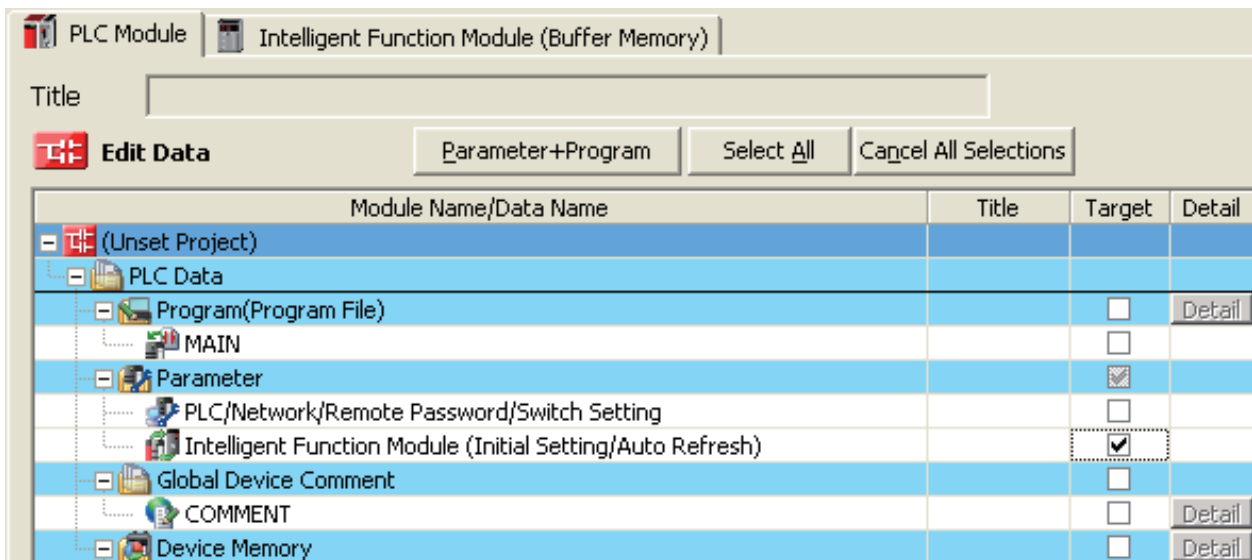 PLC Module
Intelligent Function Module (Buffer Memory)
Title
Edit Data
Parameter+Program
Select All
Cancel All Selections
Module Name/Data Name Title Target Detail
(Unset Project)
PLC Data
Program(Program File) Detail
MAIN
Parameter
PLC/Network/Remote Password/Switch Setting
Intelligent Function Module (Initial Setting/Auto Refresh)
Global Device Comment
COMMENT Detail
Device Memory Detail